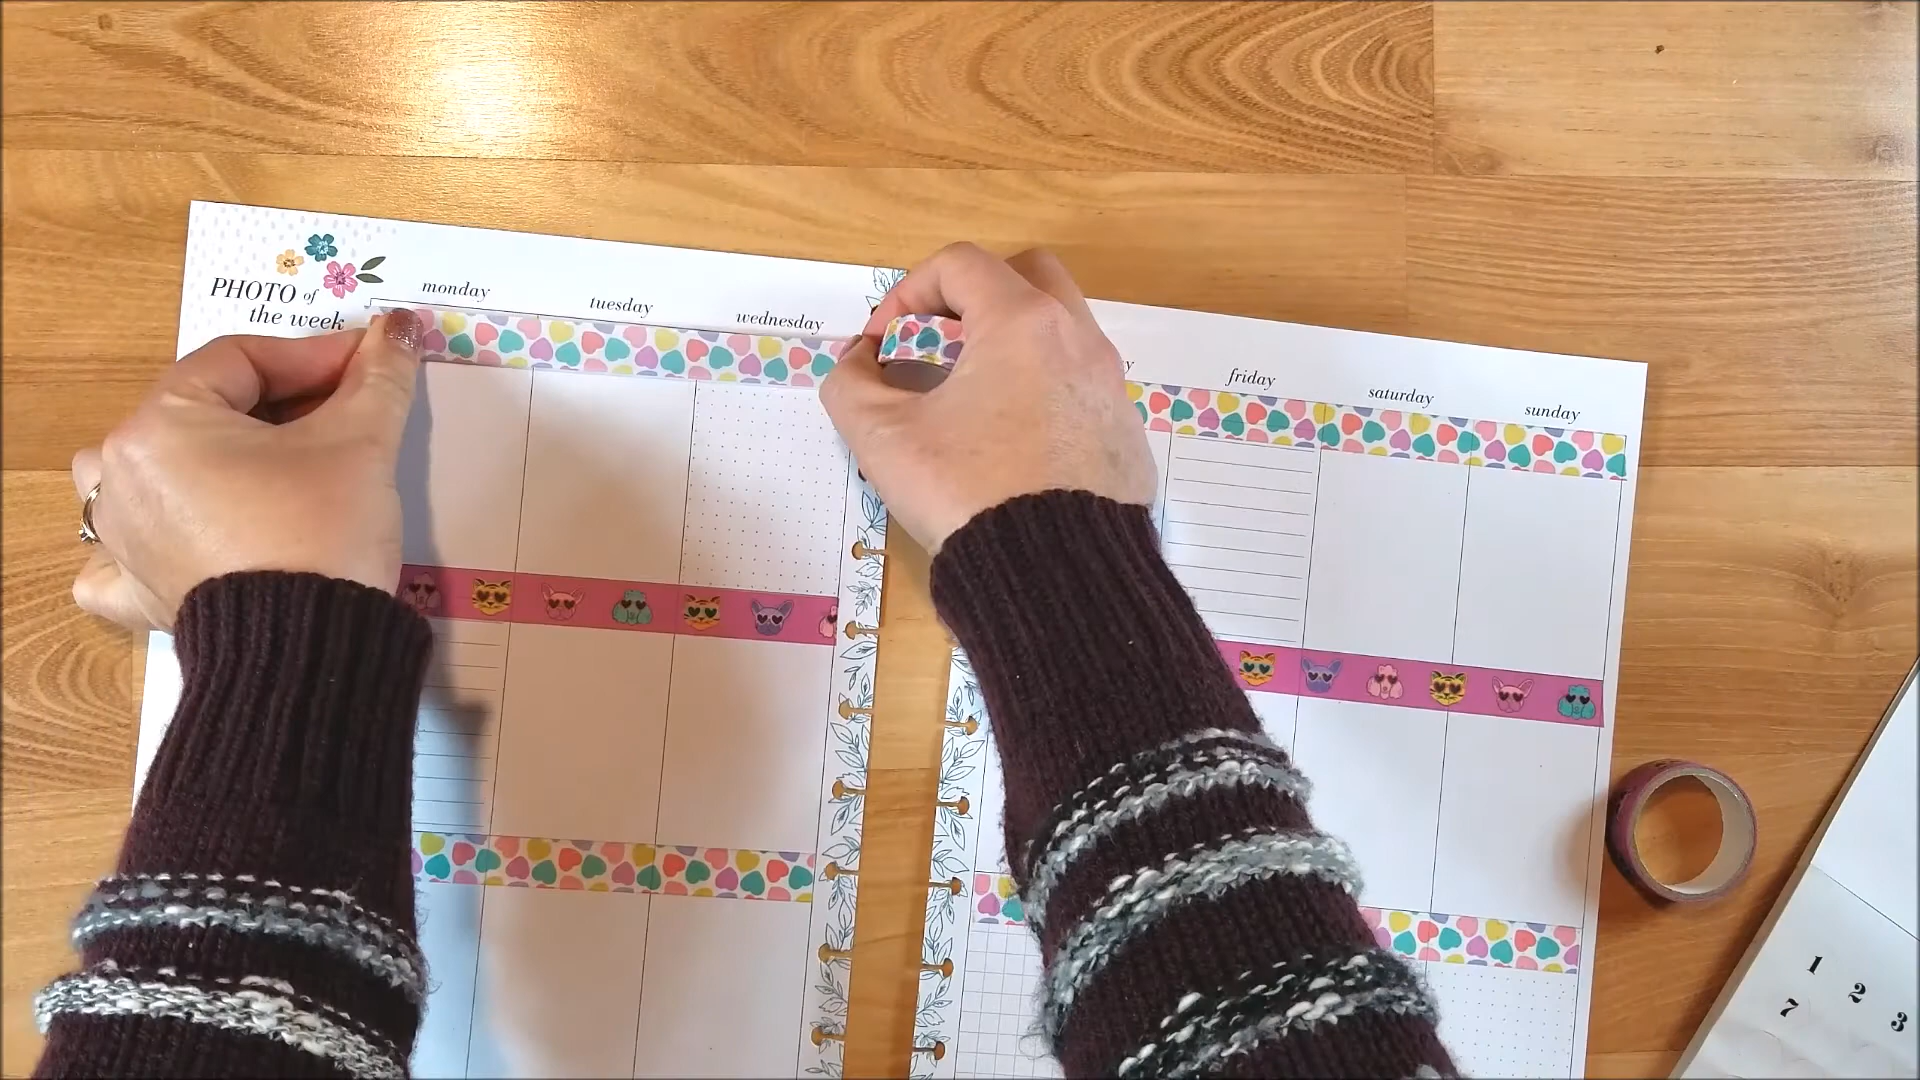 PHOTO of
the week
monday
tuesday
wednesday
friday
saturday
sunday
1
2
3
7